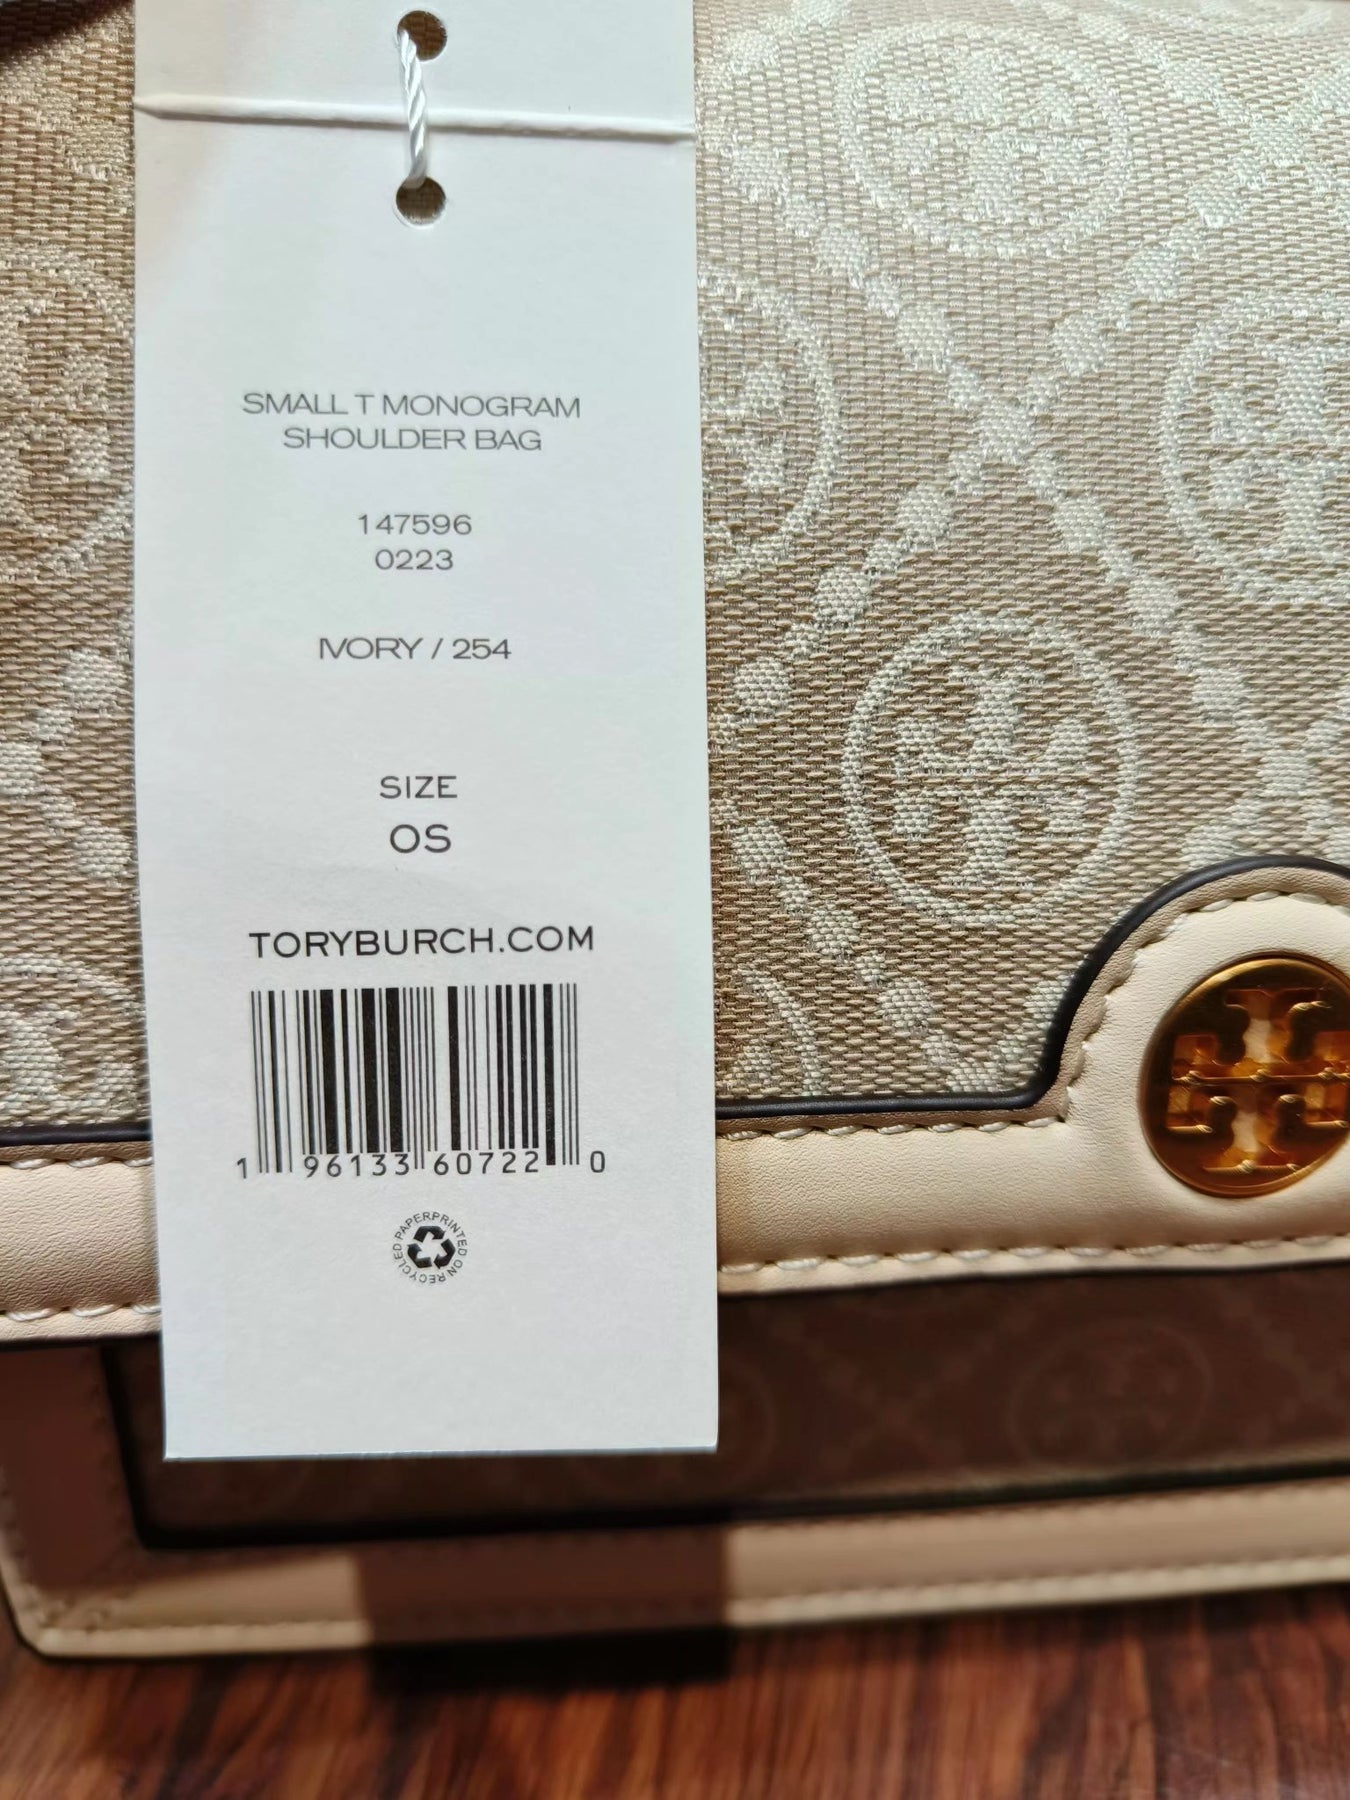 SMALL T MONOGRAM
SHOULDER BAG
147596
0223
IVORY / 254
SIZE
OS
TORYBURCH.COM
1 96133 60722 0
PRINTED ON RECYCLED PAPER